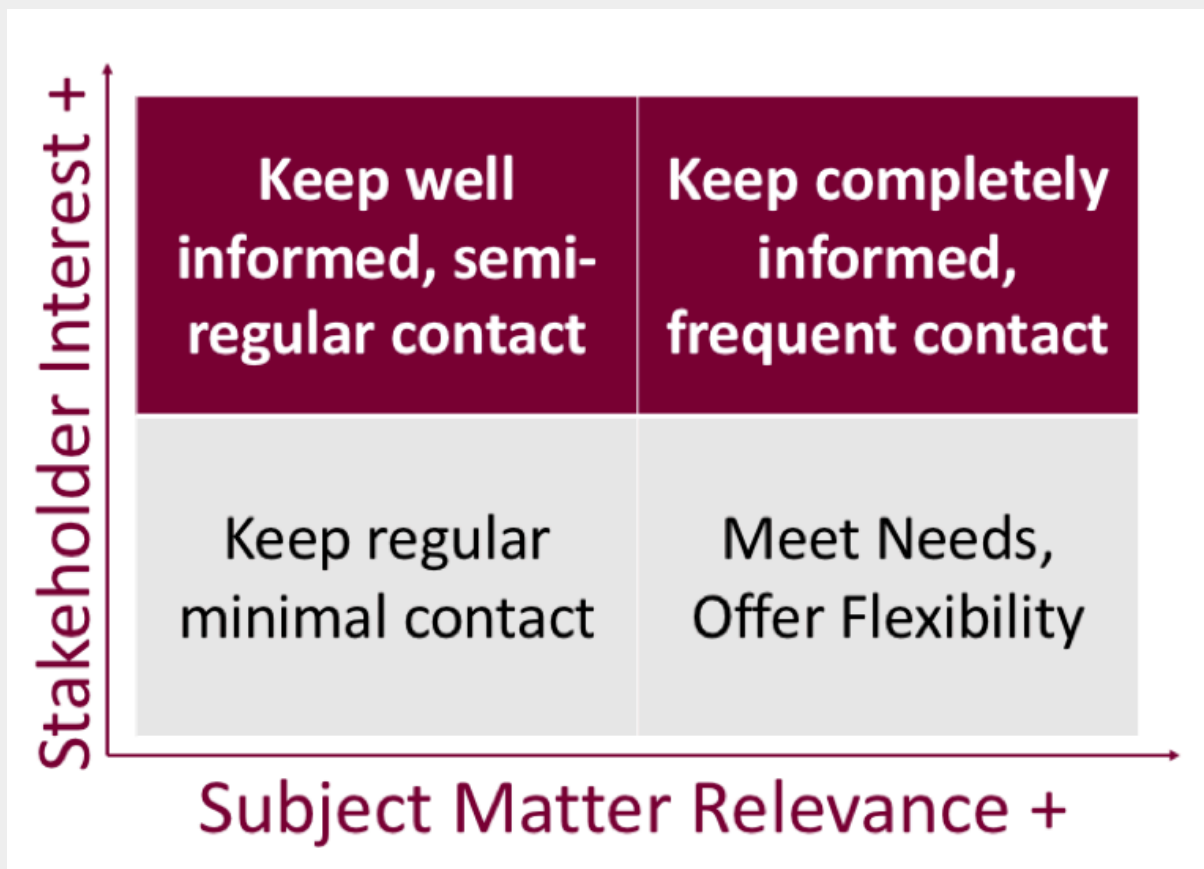 Stakeholder Interest +
Keep well
informed, semi-
regular contact
Keep completely
informed,
frequent contact
Keep regular
minimal contact
Meet Needs,
Offer Flexibility
Subject Matter Relevance +